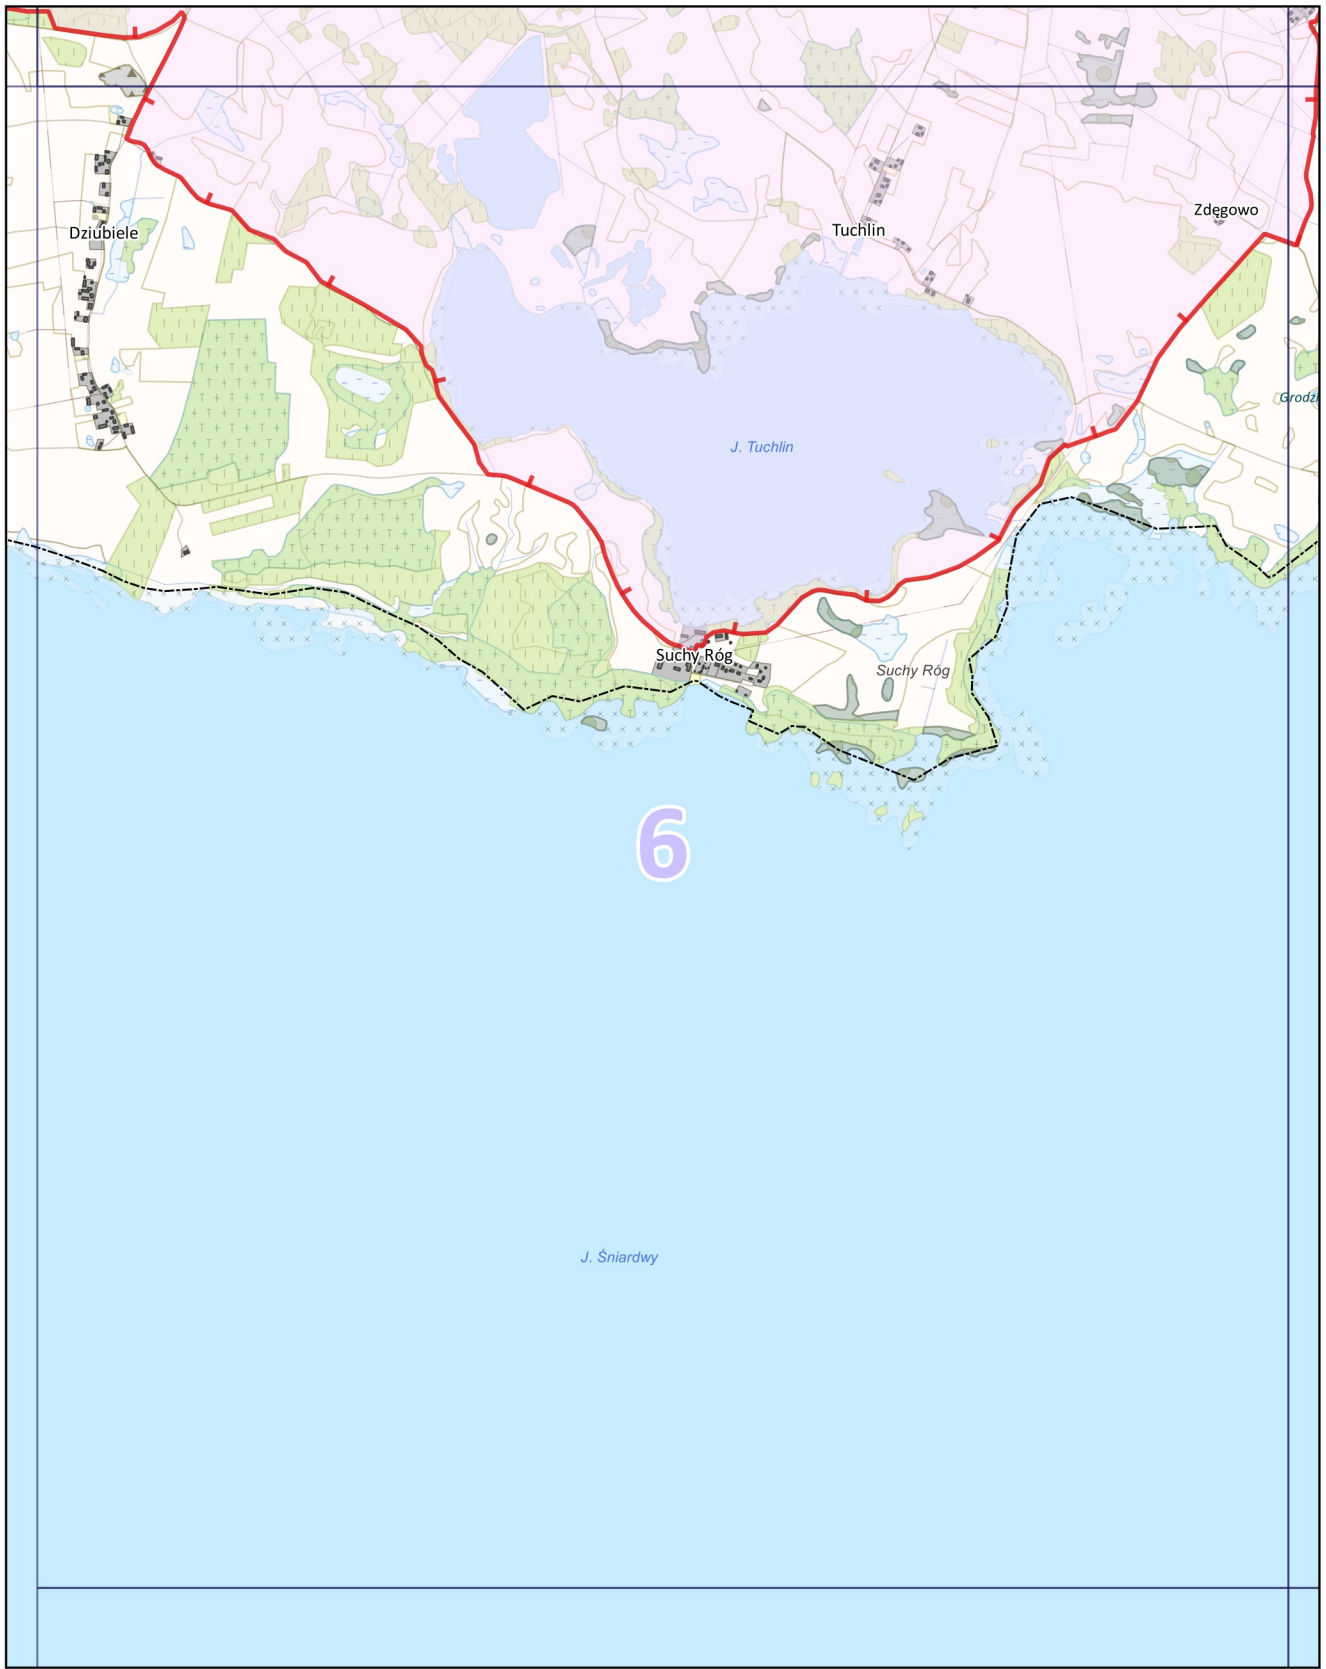 Zdęgowo
Tuchlin
Dziubiele
Grodzi
J. Tuchlin
Suchy Róg
Suchy Róg
6
J. Śniardwy